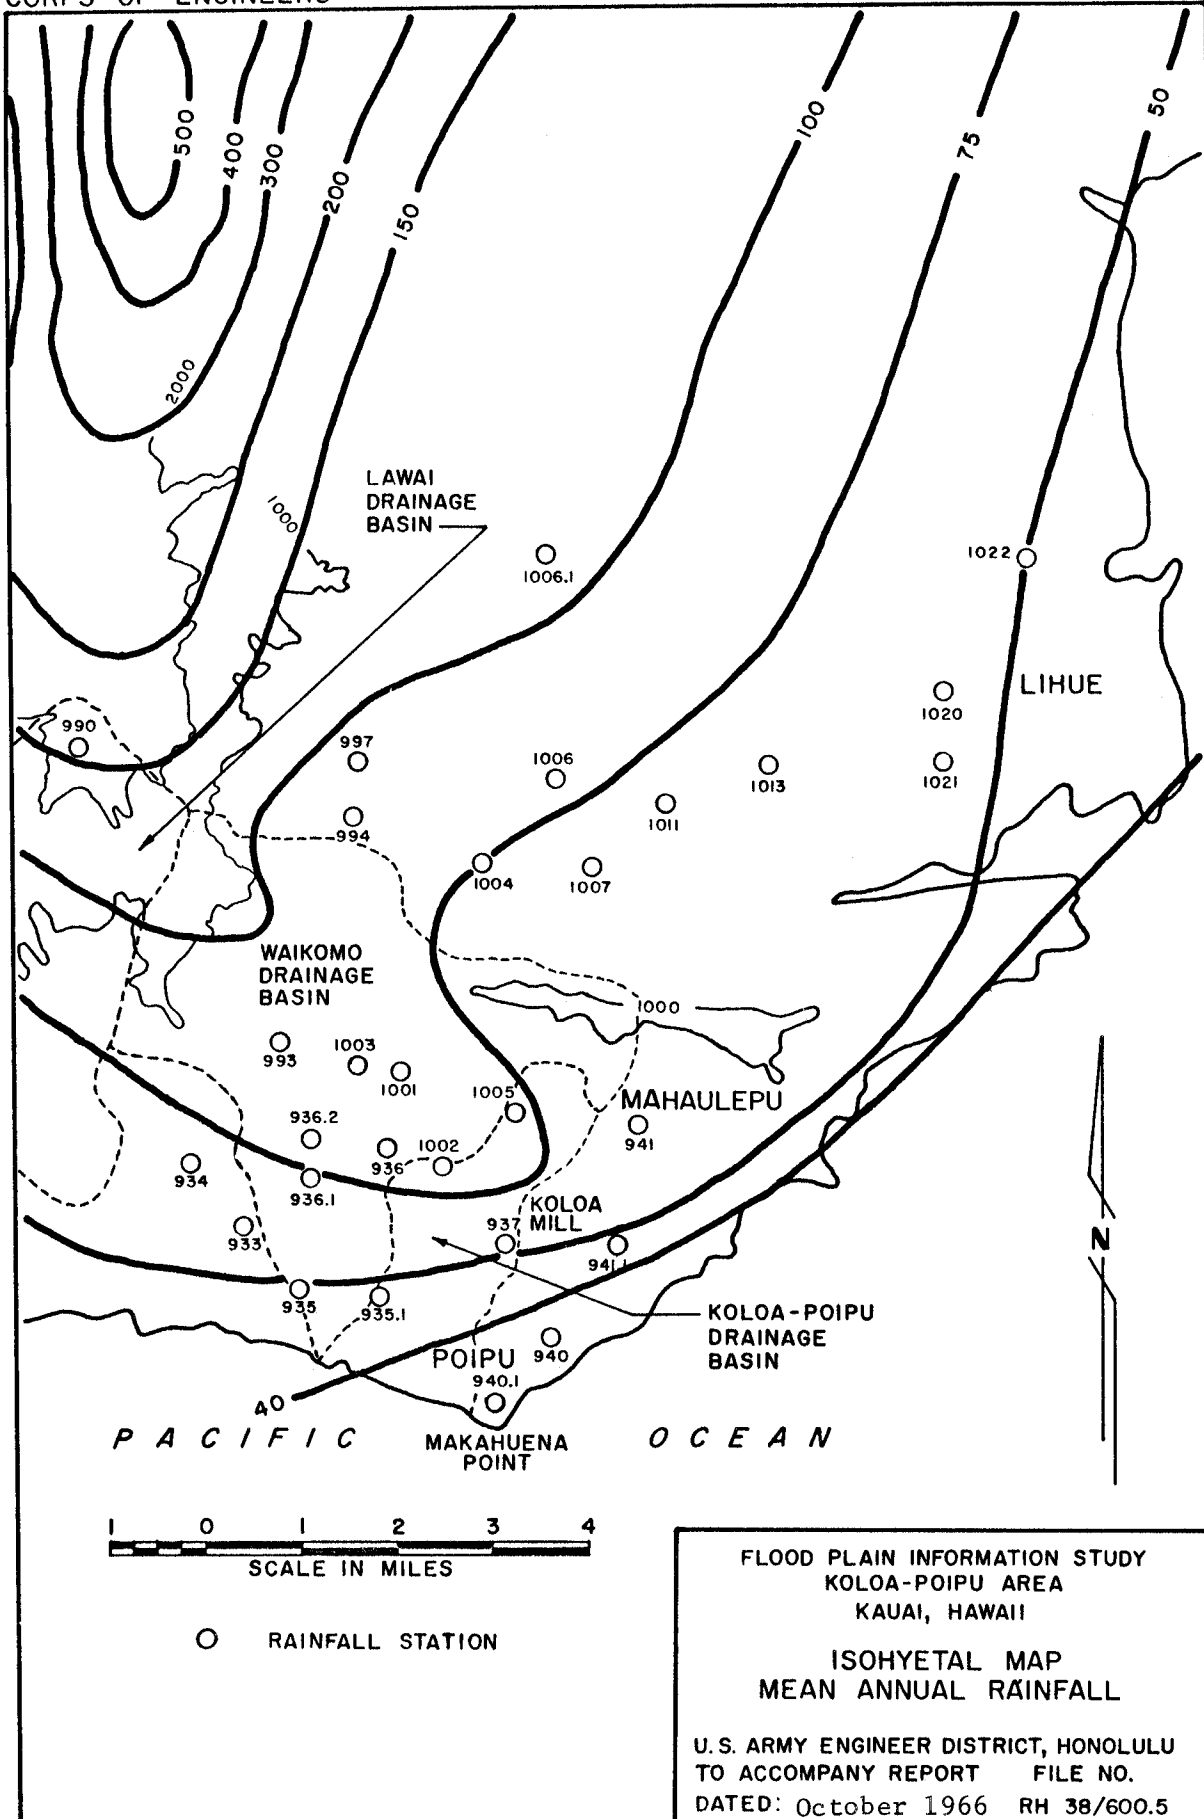 CORPS OF ENGINEERS
500
400
300
200
150
100
75
50
2000
1000
LAWAI
DRAINAGE
BASIN
1006.1
1022
LIHUE
1020
1021
990
997
994
1006
1013
1011
1004
1007
WAIKOMO
DRAINAGE
BASIN
1000
993
1003
1001
1005
MAHAULEPU
941
936.2
936
1002
934
936.1
KOLOA
MILL
937
933
941.1
935
935.1
KOLOA-POIPU
DRAINAGE
BASIN
POIPU
940
940.1
40
PACIFIC OCEAN
MAKAHUENA
POINT
N
1 0 1 2 3 4
SCALE IN MILES
RAINFALL STATION
FLOOD PLAIN INFORMATION STUDY
KOLOA-POIPU AREA
KAUAI, HAWAII
ISOHYETAL MAP
MEAN ANNUAL RAINFALL
U.S. ARMY ENGINEER DISTRICT, HONOLULU
TO ACCOMPANY REPORT FILE NO.
DATED: October 1966 RH 38/600.5